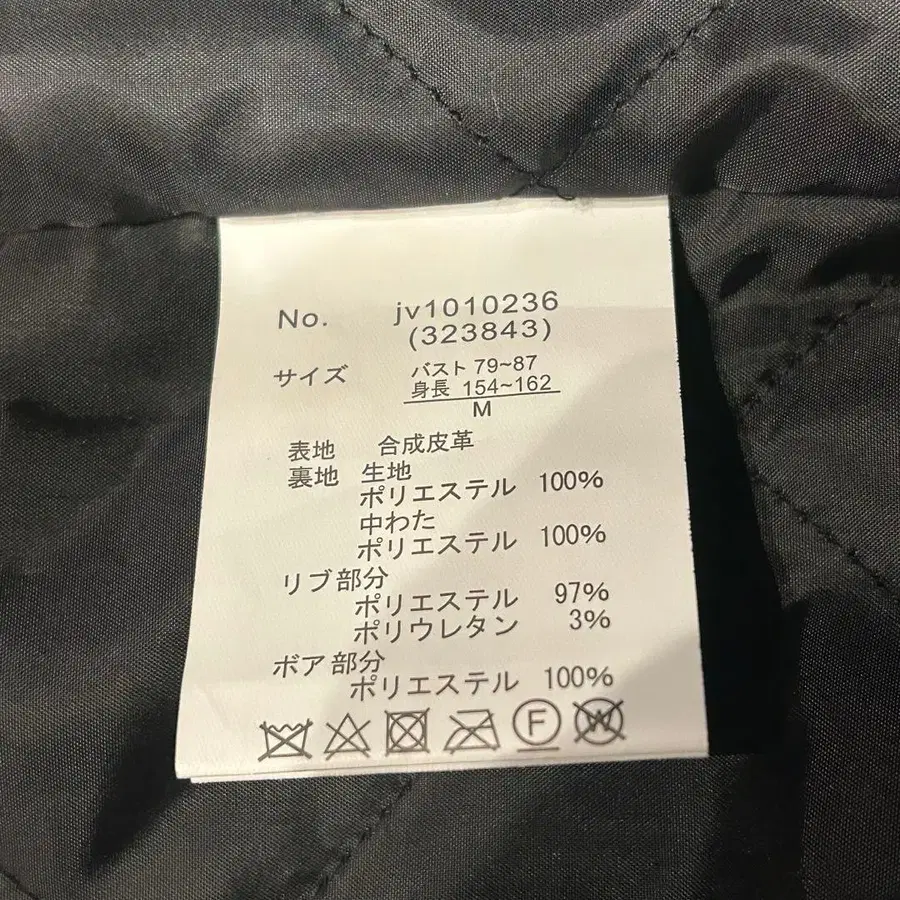 No. jv1010236
(323843)
サイズ バスト 79~87
身長 154~162
M
表地 合成皮革
裏地 生地
ポリエステル 100%
中わた
ポリエステル 100%
リブ部分
ポリエステル 97%
ポリウレタン 3%
ボア部分
ポリエステル 100%
F W